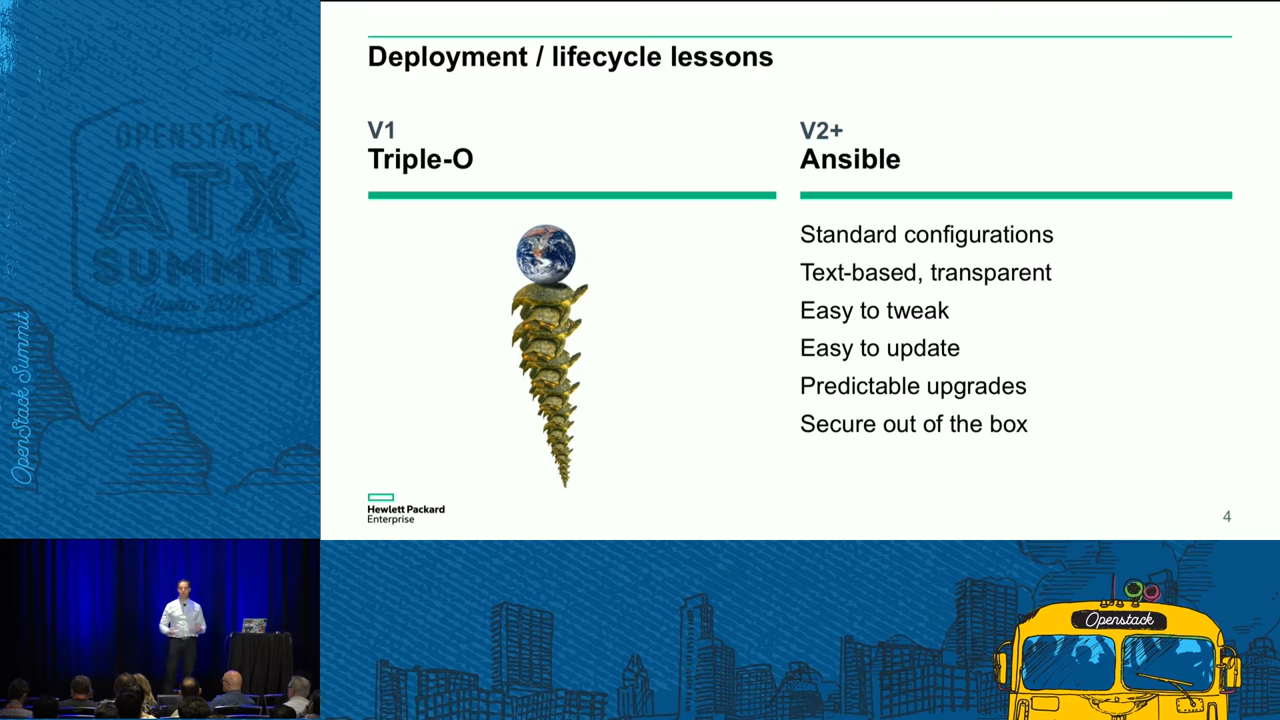 Deployment / lifecycle lessons
V1
Triple-O
V2+
Ansible
Standard configurations
Text-based, transparent
Easy to tweak
Easy to update
Predictable upgrades
Secure out of the box
Hewlett Packard
Enterprise
4
OPENSTACK
ATX
SUMMIT
OpenStack Summit
Openstack